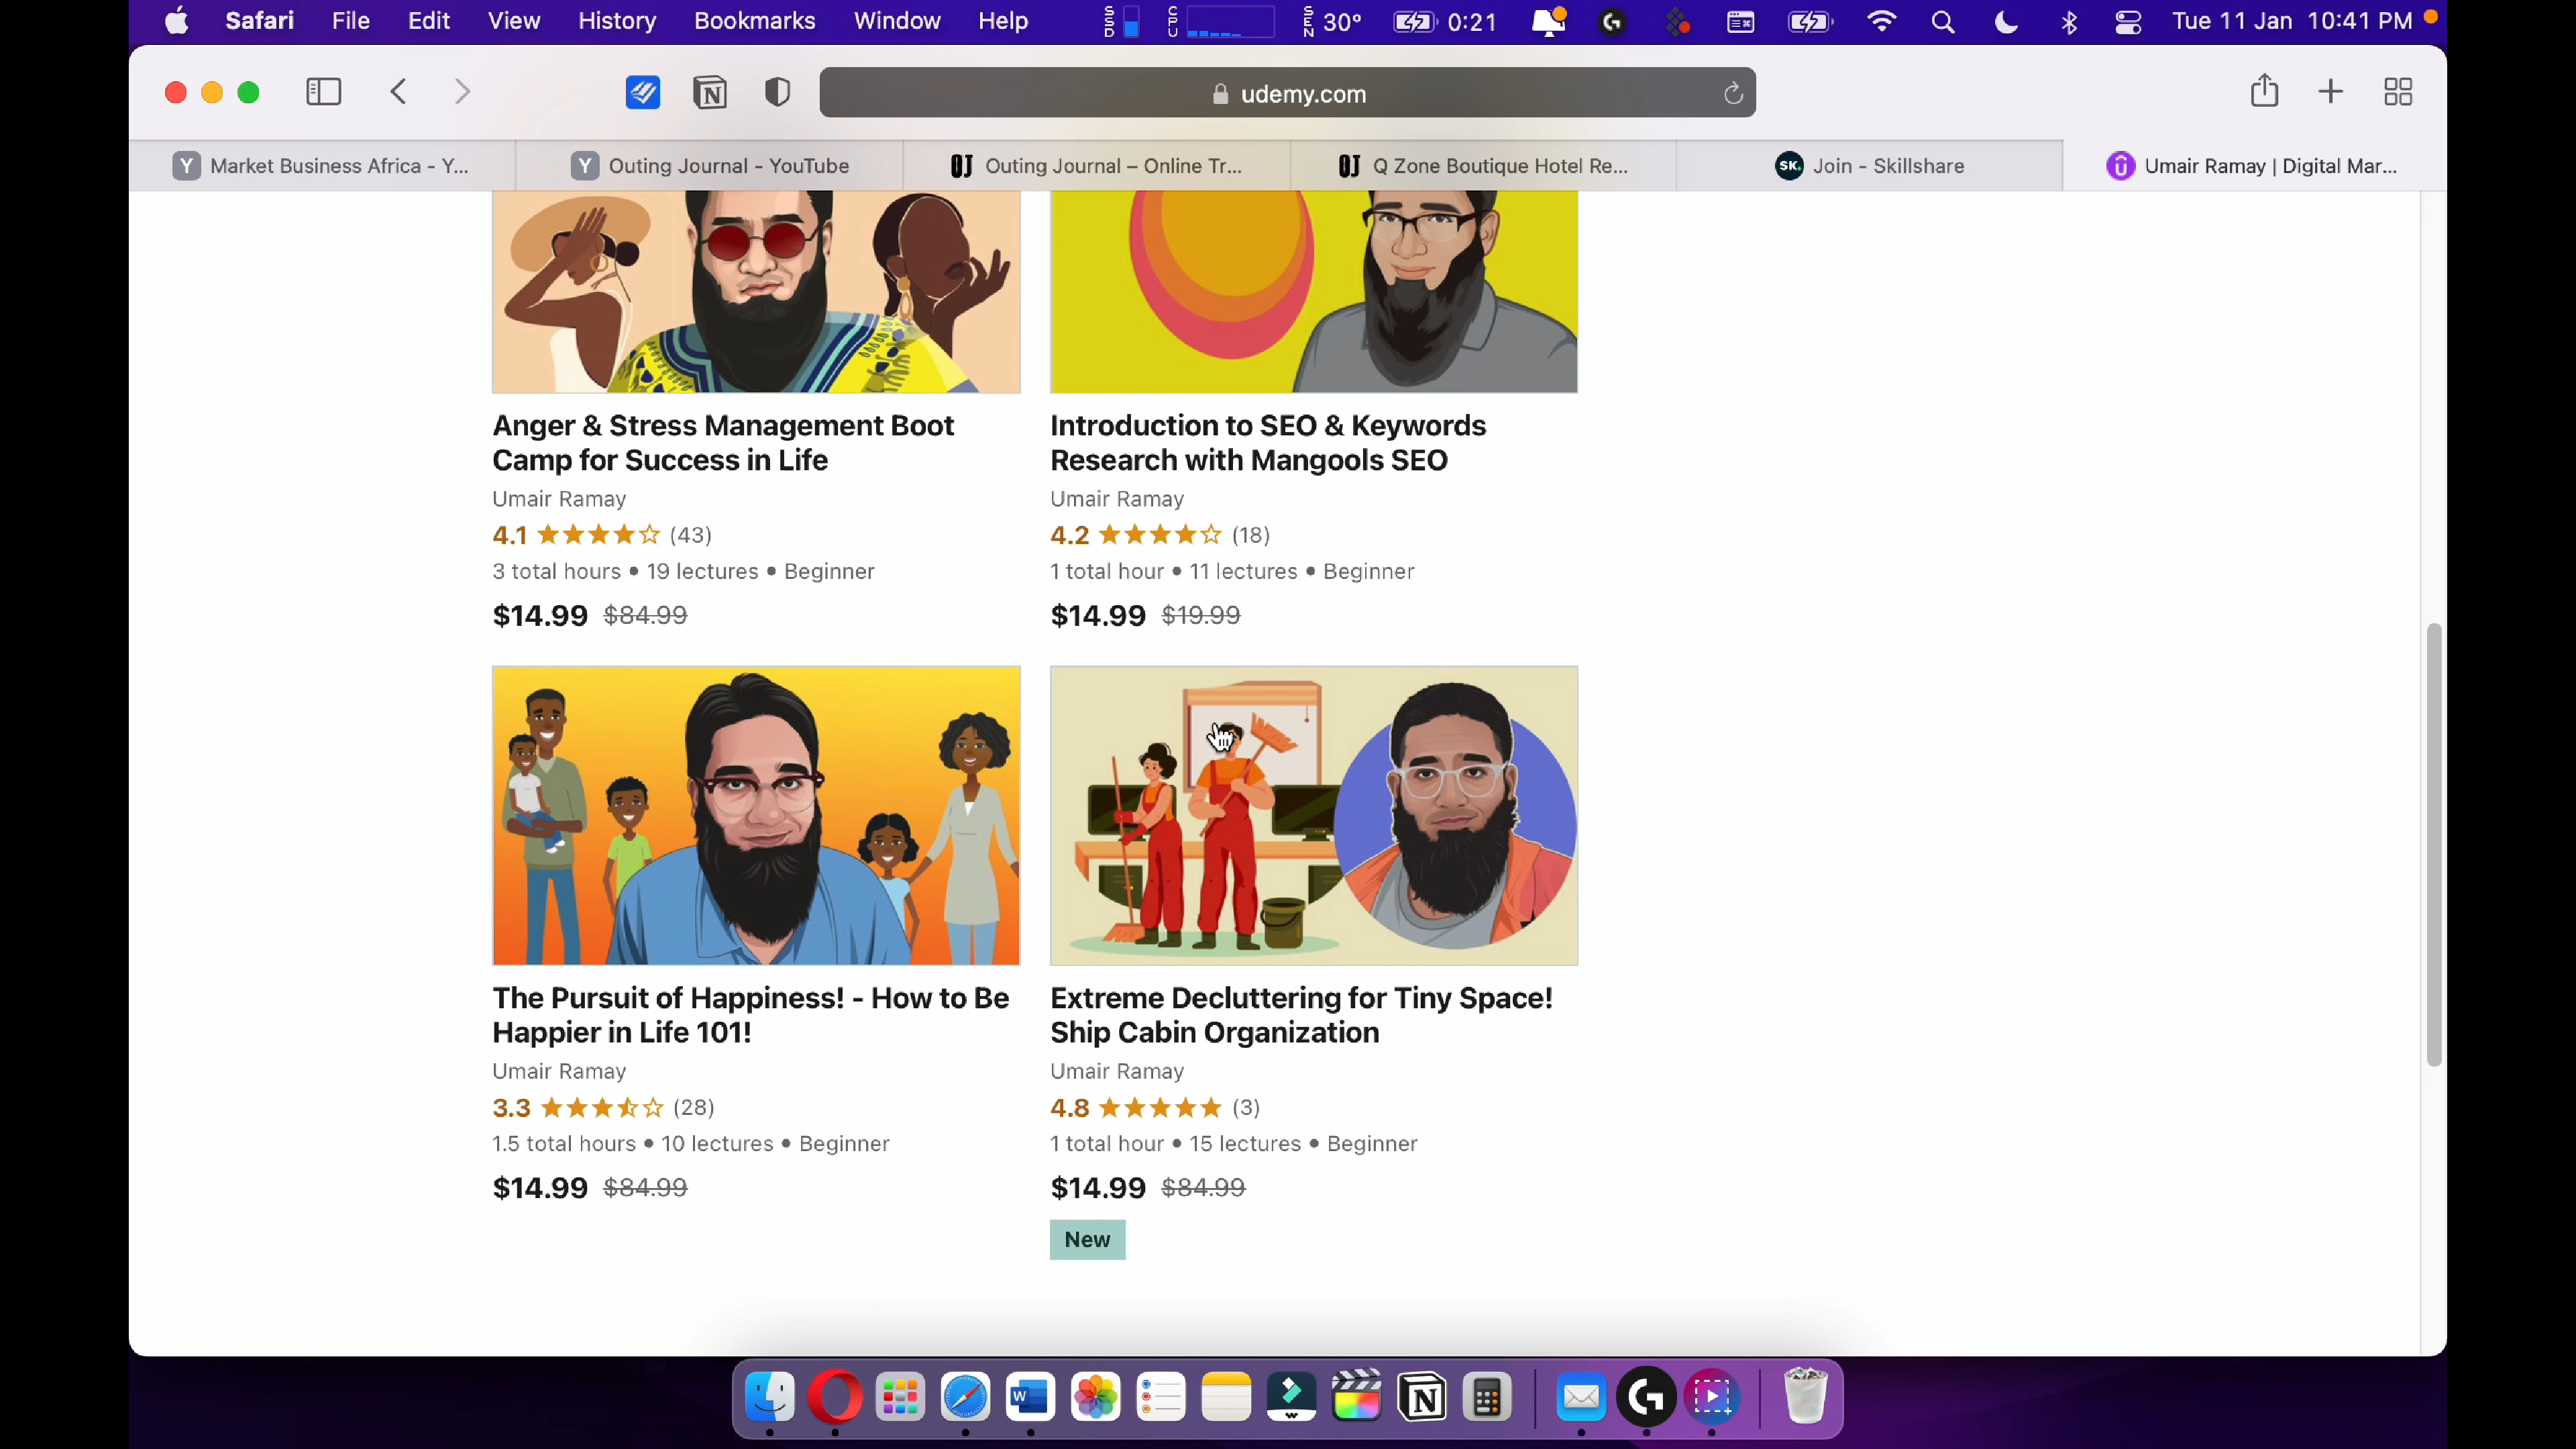 Safari File Edit View History Bookmarks Window Help SSD CPU SEN 30° 0:21 Tue 11 Jan 10:41 PM
udemy.com
Y Market Business Africa - Y... Y Outing Journal - YouTube OJ Outing Journal – Online Tr... OJ Q Zone Boutique Hotel Re... SK. Join - Skillshare Umair Ramay | Digital Mar...
Anger & Stress Management Boot
Camp for Success in Life
Umair Ramay
4.1 (43)
3 total hours • 19 lectures • Beginner
$14.99 $84.99
Introduction to SEO & Keywords
Research with Mangools SEO
Umair Ramay
4.2 (18)
1 total hour • 11 lectures • Beginner
$14.99 $19.99
The Pursuit of Happiness! - How to Be
Happier in Life 101!
Umair Ramay
3.3 (28)
1.5 total hours • 10 lectures • Beginner
$14.99 $84.99
Extreme Decluttering for Tiny Space!
Ship Cabin Organization
Umair Ramay
4.8 (3)
1 total hour • 15 lectures • Beginner
$14.99 $84.99
New